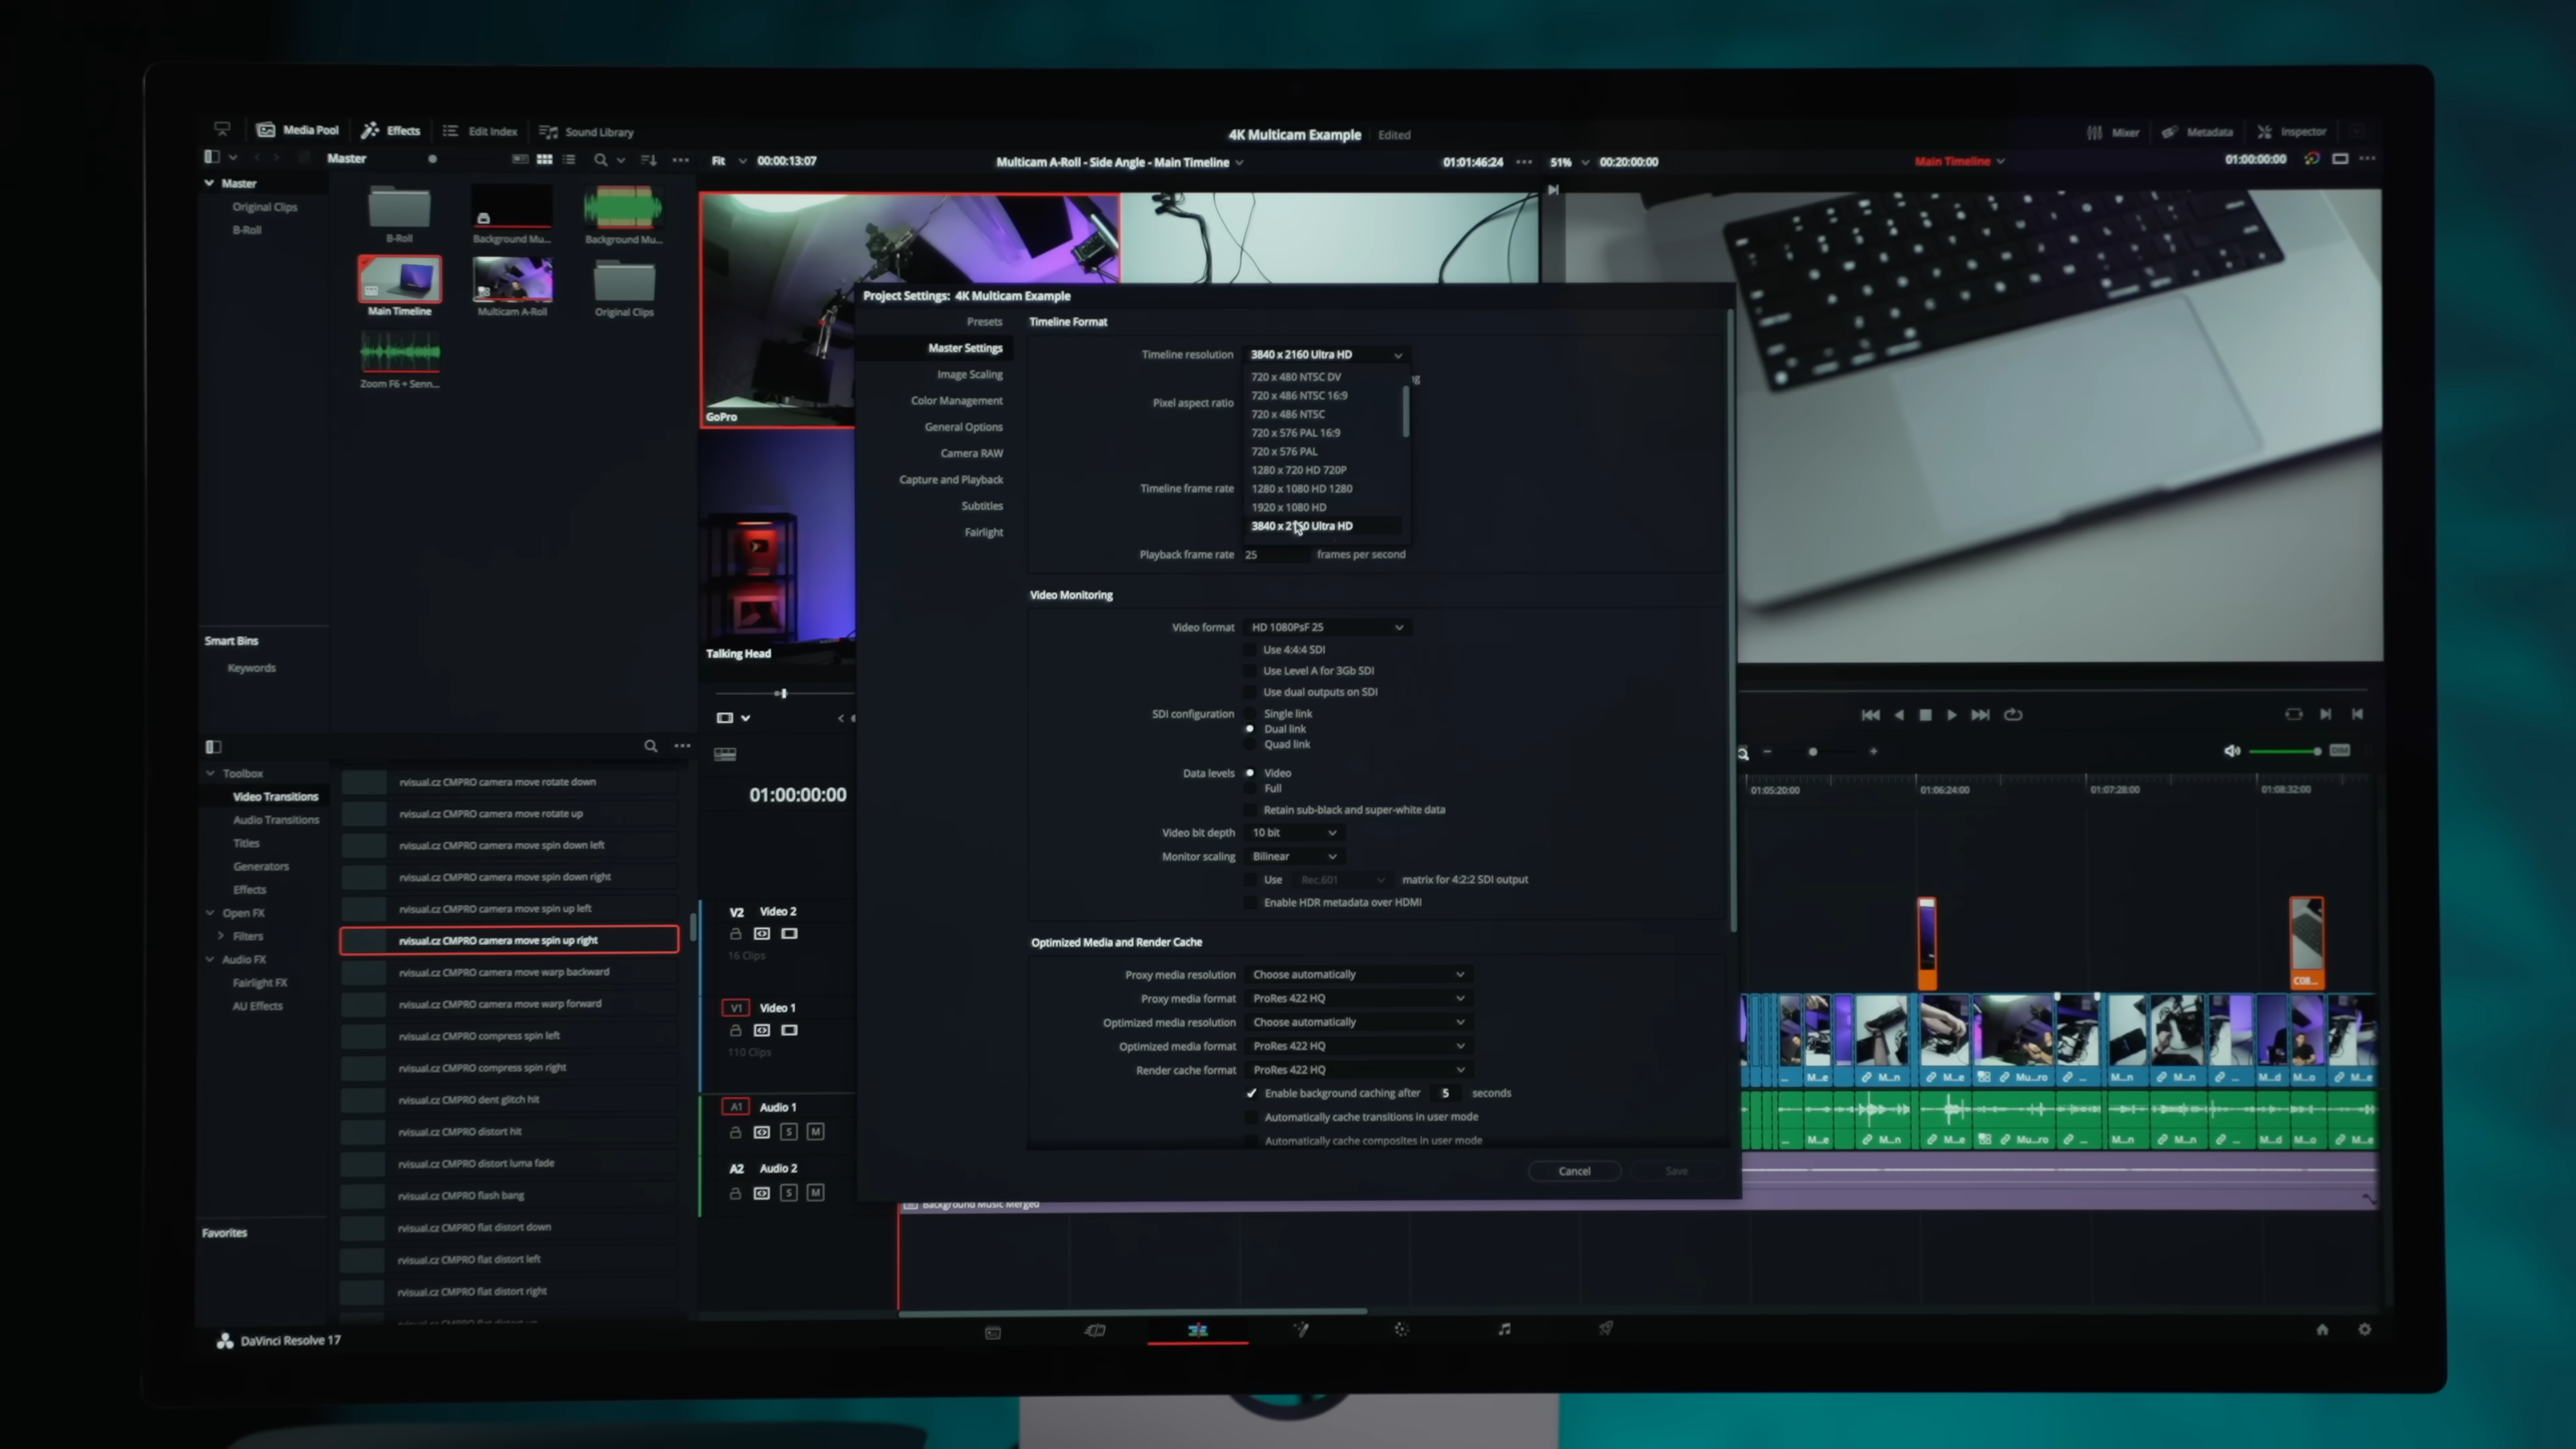 Media Pool
Effects
Edit Index
Sound Library
4K Multicam Example
Edited
Mixer
Metadata
Inspector
Master
Fit
00:00:13:07
Multicam A-Roll - Side Angle - Main Timeline
01:01:46:24
51%
00:20:00:00
Main Timeline
01:00:00:00
Master
Original Clips
B-Roll
B-Roll
Background Mu...
Background Mu...
Main Timeline
Multicam A-Roll
Original Clips
Zoom F6 + Senn...
Smart Bins
Keywords
GoPro
Talking Head
Project Settings: 4K Multicam Example
Presets
Master Settings
Image Scaling
Color Management
General Options
Camera RAW
Capture and Playback
Subtitles
Fairlight
Timeline Format
Timeline resolution
3840 x 2160 Ultra HD
720 x 480 NTSC DV
720 x 486 NTSC 16:9
Pixel aspect ratio
720 x 486 NTSC
720 x 576 PAL 16:9
720 x 576 PAL
1280 x 720 HD 720P
Timeline frame rate
1280 x 1080 HD 1280
1920 x 1080 HD
3840 x 2160 Ultra HD
Playback frame rate 25 frames per second
Video Monitoring
Video format HD 1080PsF 25
Use 4:4:4 SDI
Use Level A for 3Gb SDI
Use dual outputs on SDI
SDI configuration Single link
Dual link
Quad link
Data levels Video
Full
Retain sub-black and super-white data
Video bit depth 10 bit
Monitor scaling Bilinear
Use Rec.601 matrix for 4:2:2 SDI output
Enable HDR metadata over HDMI
Optimized Media and Render Cache
Proxy media resolution Choose automatically
Proxy media format ProRes 422 HQ
Optimized media resolution Choose automatically
Optimized media format ProRes 422 HQ
Render cache format ProRes 422 HQ
Enable background caching after 5 seconds
Automatically cache transitions in user mode
Automatically cache composites in user mode
Cancel
Save
Toolbox
Video Transitions
Audio Transitions
Titles
Generators
Effects
Open FX
Filters
Audio FX
Fairlight FX
AU Effects
Favorites
rvisual.cz CMPRO camera move rotate down
rvisual.cz CMPRO camera move rotate up
rvisual.cz CMPRO camera move spin down left
rvisual.cz CMPRO camera move spin down right
rvisual.cz CMPRO camera move spin up left
rvisual.cz CMPRO camera move spin up right
rvisual.cz CMPRO camera move warp backward
rvisual.cz CMPRO camera move warp forward
rvisual.cz CMPRO compress spin left
rvisual.cz CMPRO compress spin right
rvisual.cz CMPRO dent glitch hit
rvisual.cz CMPRO distort hit
rvisual.cz CMPRO distort luma fade
rvisual.cz CMPRO flash bang
rvisual.cz CMPRO flat distort down
rvisual.cz CMPRO flat distort left
rvisual.cz CMPRO flat distort right
01:00:00:00
V2 Video 2
16 Clips
V1 Video 1
110 Clips
A1 Audio 1
S M
A2 Audio 2
S M
DIM
01:05:20:00
01:06:24:00
01:07:28:00
01:08:32:00
... M...e M...n M...e Mu...ro ... M...n M...n ... M...d M...o M...e
... M...e M...n M...e Mu...ro ... M...n M...n ... M...d M...o M...e
Background Music Merged
DaVinci Resolve 17